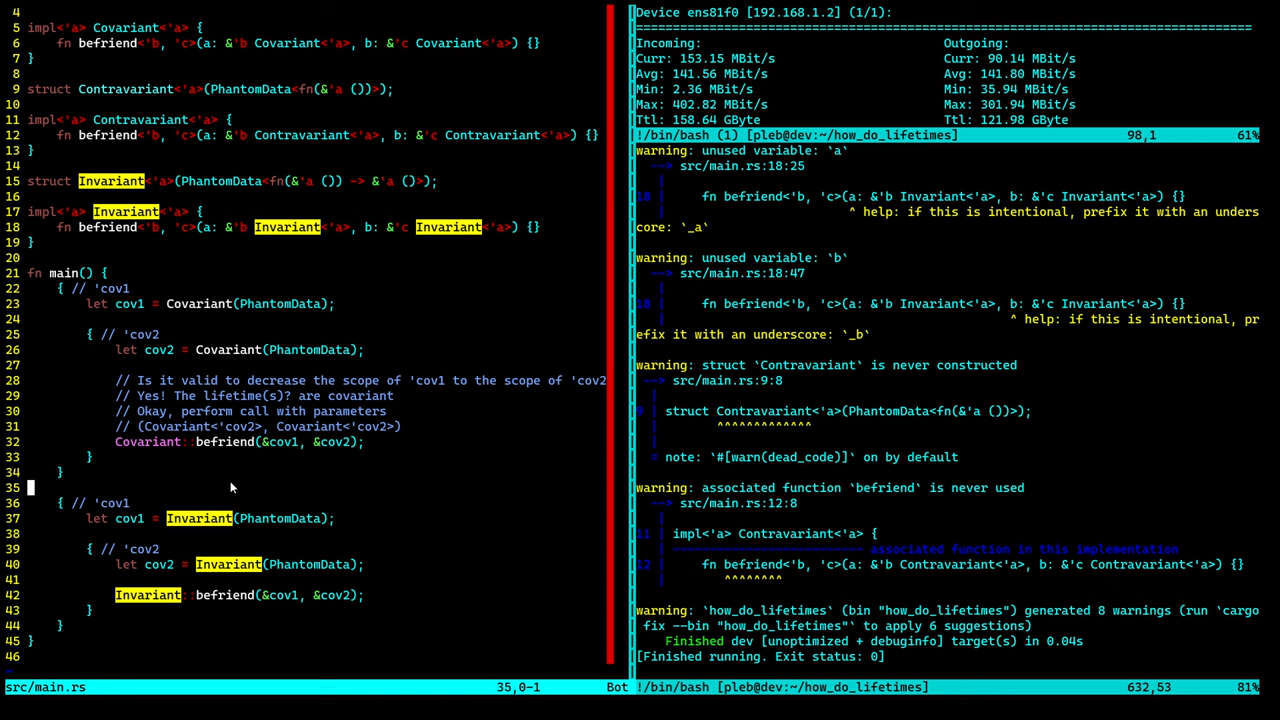 4
5 impl<'a> Covariant<'a> {
6     fn befriend<'b, 'c>(a: &'b Covariant<'a>, b: &'c Covariant<'a>) {}
7 }
8
9 struct Contravariant<'a>(PhantomData<fn(&'a ())>);
10
11 impl<'a> Contravariant<'a> {
12     fn befriend<'b, 'c>(a: &'b Contravariant<'a>, b: &'c Contravariant<'a>) {}
13 }
14
15 struct Invariant<'a>(PhantomData<fn(&'a ()) -> &'a ()>);
16
17 impl<'a> Invariant<'a> {
18     fn befriend<'b, 'c>(a: &'b Invariant<'a>, b: &'c Invariant<'a>) {}
19 }
20
21 fn main() {
22     { // 'cov1
23         let cov1 = Covariant(PhantomData);
24
25         { // 'cov2
26             let cov2 = Covariant(PhantomData);
27
28             // Is it valid to decrease the scope of 'cov1 to the scope of 'cov2
29             // Yes! The lifetime(s)? are covariant
30             // Okay, perform call with parameters
31             // (Covariant<'cov2>, Covariant<'cov2>)
32             Covariant::befriend(&cov1, &cov2);
33         }
34     }
35
36     { // 'cov1
37         let cov1 = Invariant(PhantomData);
38
39         { // 'cov2
40             let cov2 = Invariant(PhantomData);
41
42             Invariant::befriend(&cov1, &cov2);
43         }
44     }
45 }
46
~
src/main.rs 35,0-1 Bot
Device ens81f0 [192.168.1.2] (1/1):
================================================================================
Incoming: Outgoing:
Curr: 153.15 MBit/s Curr: 90.14 MBit/s
Avg: 141.56 MBit/s Avg: 141.80 MBit/s
Min: 2.36 MBit/s Min: 35.94 MBit/s
Max: 402.82 MBit/s Max: 301.94 MBit/s
Ttl: 158.64 GByte Ttl: 121.98 GByte
!/bin/bash (1) [pleb@dev:~/how_do_lifetimes] 98,1 61%
warning: unused variable: `a`
  --> src/main.rs:18:25
   |
18 |     fn befriend<'b, 'c>(a: &'b Invariant<'a>, b: &'c Invariant<'a>) {}
   |                         ^ help: if this is intentional, prefix it with an unders
core: `_a`
warning: unused variable: `b`
  --> src/main.rs:18:47
   |
18 |     fn befriend<'b, 'c>(a: &'b Invariant<'a>, b: &'c Invariant<'a>) {}
   |                                               ^ help: if this is intentional, pr
efix it with an underscore: `_b`
warning: struct `Contravariant` is never constructed
 --> src/main.rs:9:8
  |
9 | struct Contravariant<'a>(PhantomData<fn(&'a ())>);
  |        ^^^^^^^^^^^^^
  |
  = note: `#[warn(dead_code)]` on by default
warning: associated function `befriend` is never used
  --> src/main.rs:12:8
   |
11 | impl<'a> Contravariant<'a> {
   | -------------------------- associated function in this implementation
12 |     fn befriend<'b, 'c>(a: &'b Contravariant<'a>, b: &'c Contravariant<'a>) {}
   |        ^^^^^^^^
warning: `how_do_lifetimes` (bin "how_do_lifetimes") generated 8 warnings (run `cargo
 fix --bin "how_do_lifetimes"` to apply 6 suggestions)
    Finished dev [unoptimized + debuginfo] target(s) in 0.04s
[Finished running. Exit status: 0]
!/bin/bash [pleb@dev:~/how_do_lifetimes] 632,53 81%